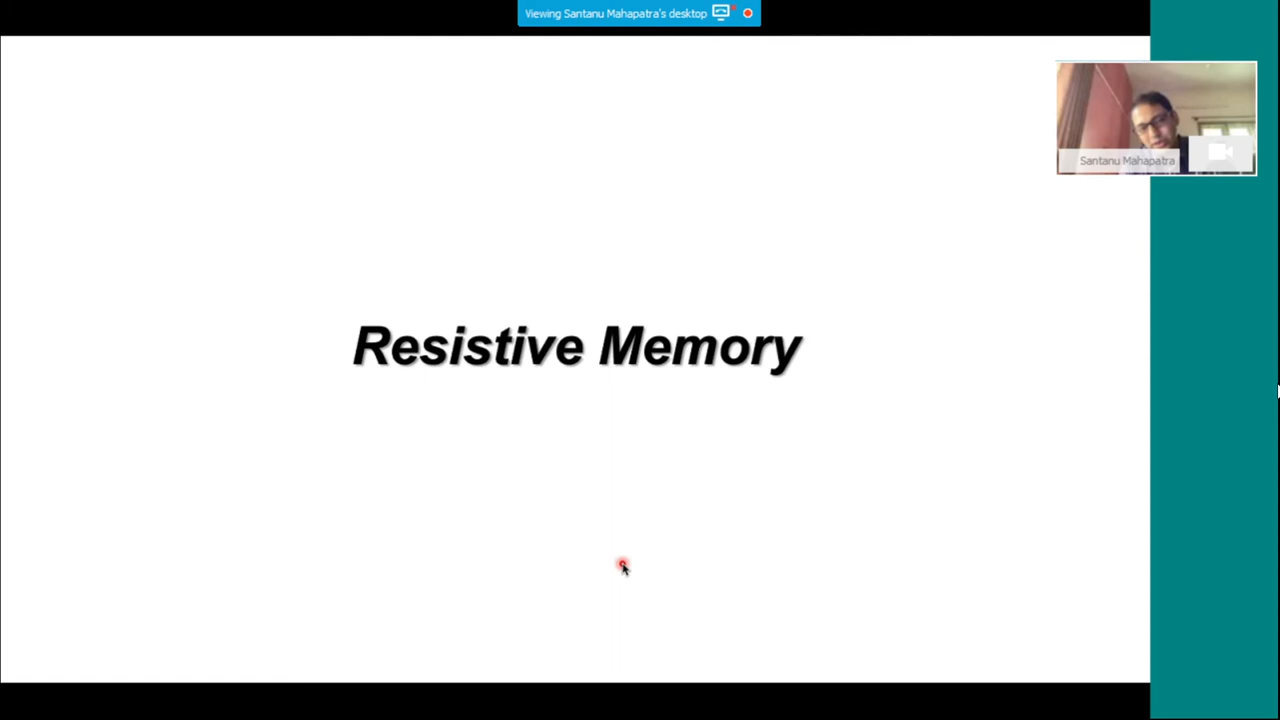 Viewing Santanu Mahapatra's desktop
Santanu Mahapatra
Resistive Memory